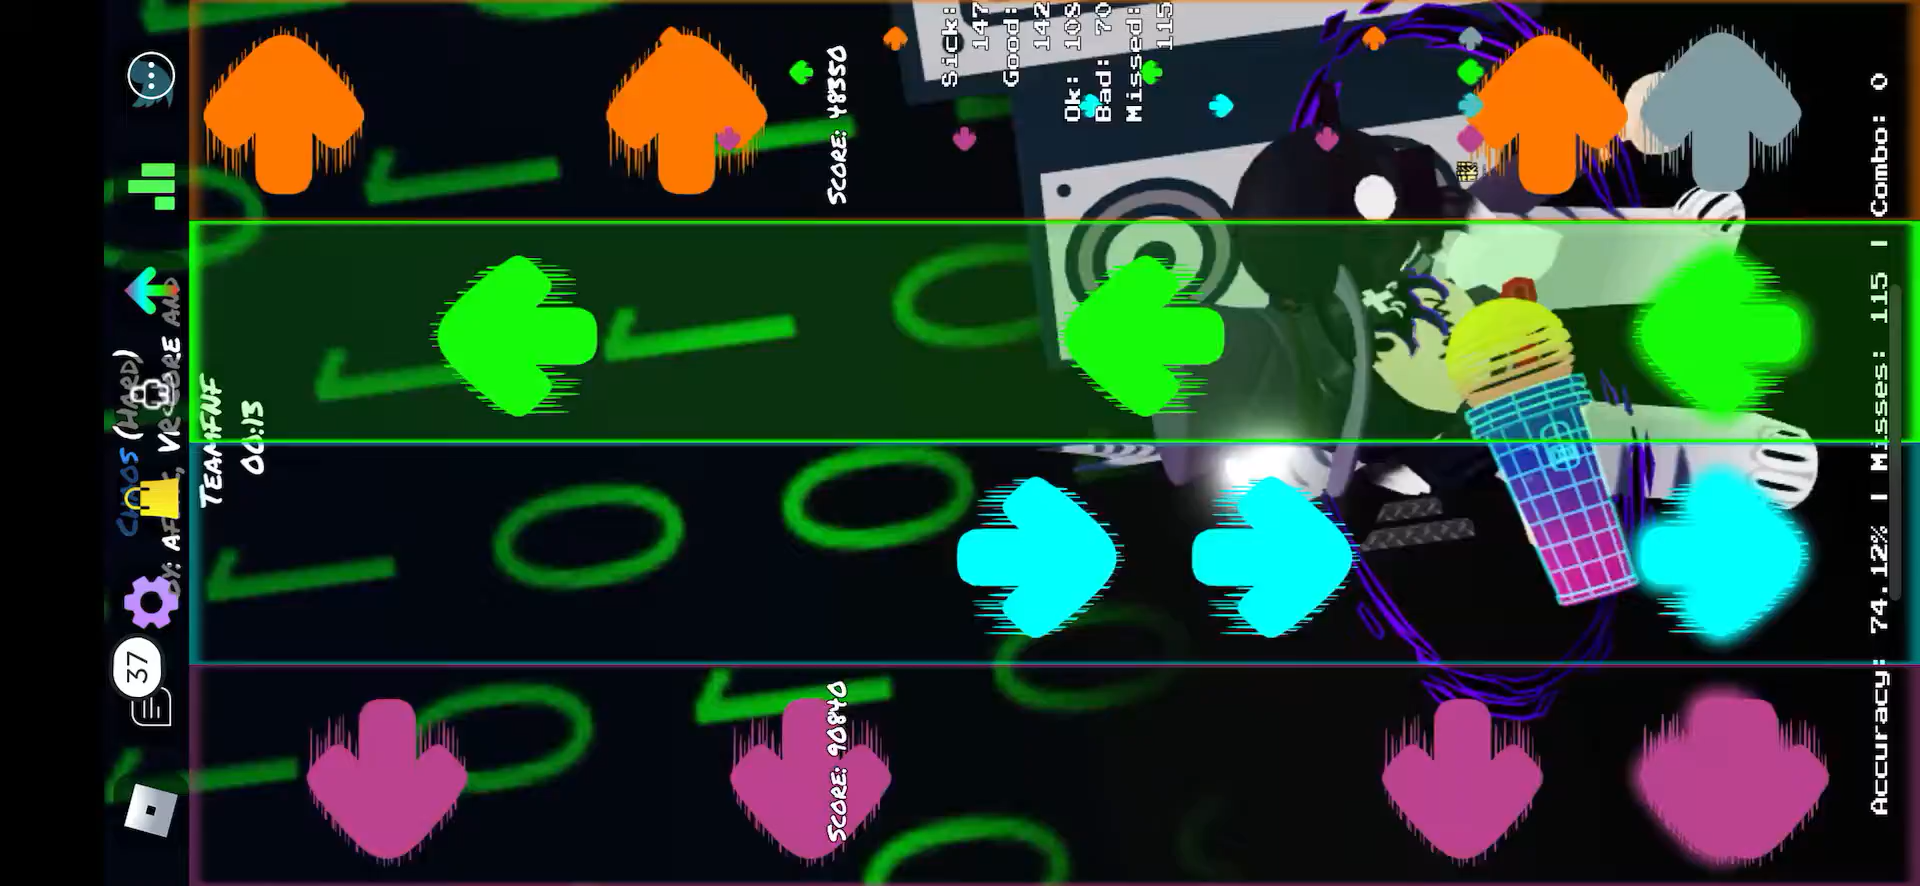 Sick:
147
Good:
142
Ok: 108
Bad: 70
Missed:
115
SCORE: 48350
SCORE: 90840
CHAOS (HARD)
TEAMFNF
00:13
37
Accuracy: 74.12% | Misses: 115 | Combo: 0